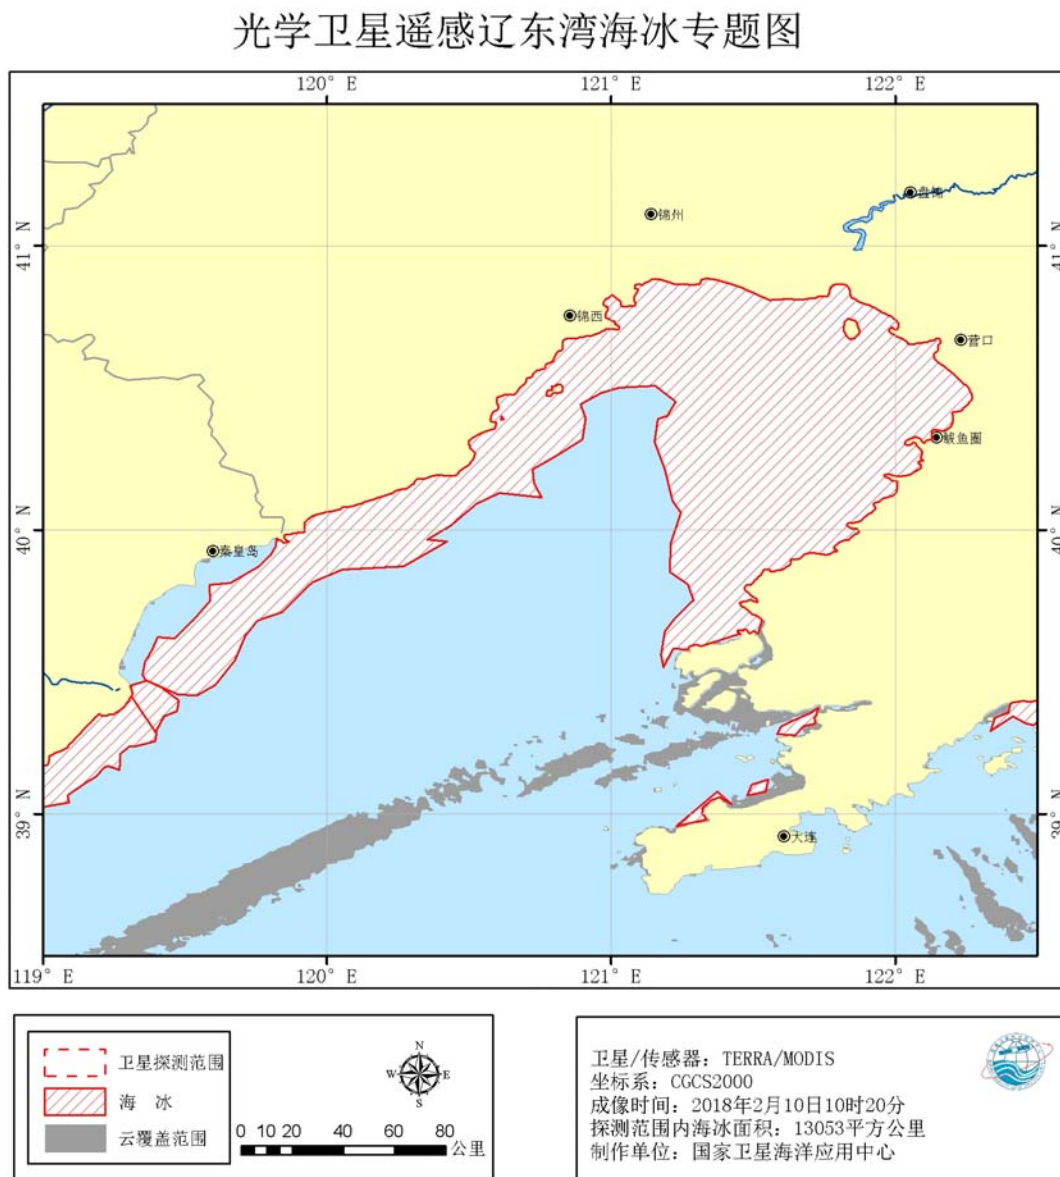 光学卫星遥感辽东湾海冰专题图
120° E
121° E
122° E
盘锦
锦州
41° N
41° N
锦西
营口
鲅鱼圈
40° N
40° N
秦皇岛
39° N
39° N
大连
119° E
120° E
121° E
122° E
卫星探测范围
海 冰
云覆盖范围
N
W
E
S
0 10 20 40 60 80
公里
卫星/传感器: TERRA/MODIS
坐标系: CGCS2000
成像时间: 2018年2月10日10时20分
探测范围内海冰面积: 13053平方公里
制作单位: 国家卫星海洋应用中心